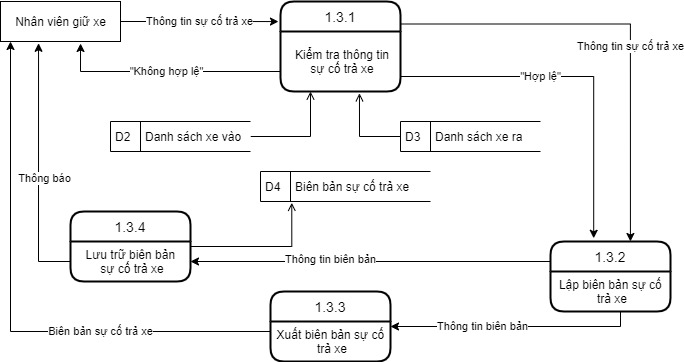 Nhân viên giữ xe
Thông tin sự cố trả xe
1.3.1
Kiểm tra thông tin
sự cố trả xe
Thông tin sự cố trả xe
"Không hợp lệ"
"Hợp lệ"
D2
Danh sách xe vào
D3
Danh sách xe ra
Thông báo
D4
Biên bản sự cố trả xe
1.3.4
Lưu trữ biên bản
sự cố trả xe
Thông tin biên bản
1.3.2
Lập biên bản sự cố
trả xe
1.3.3
Xuất biên bản sự cố
trả xe
Biên bản sự cố trả xe
Thông tin biên bản